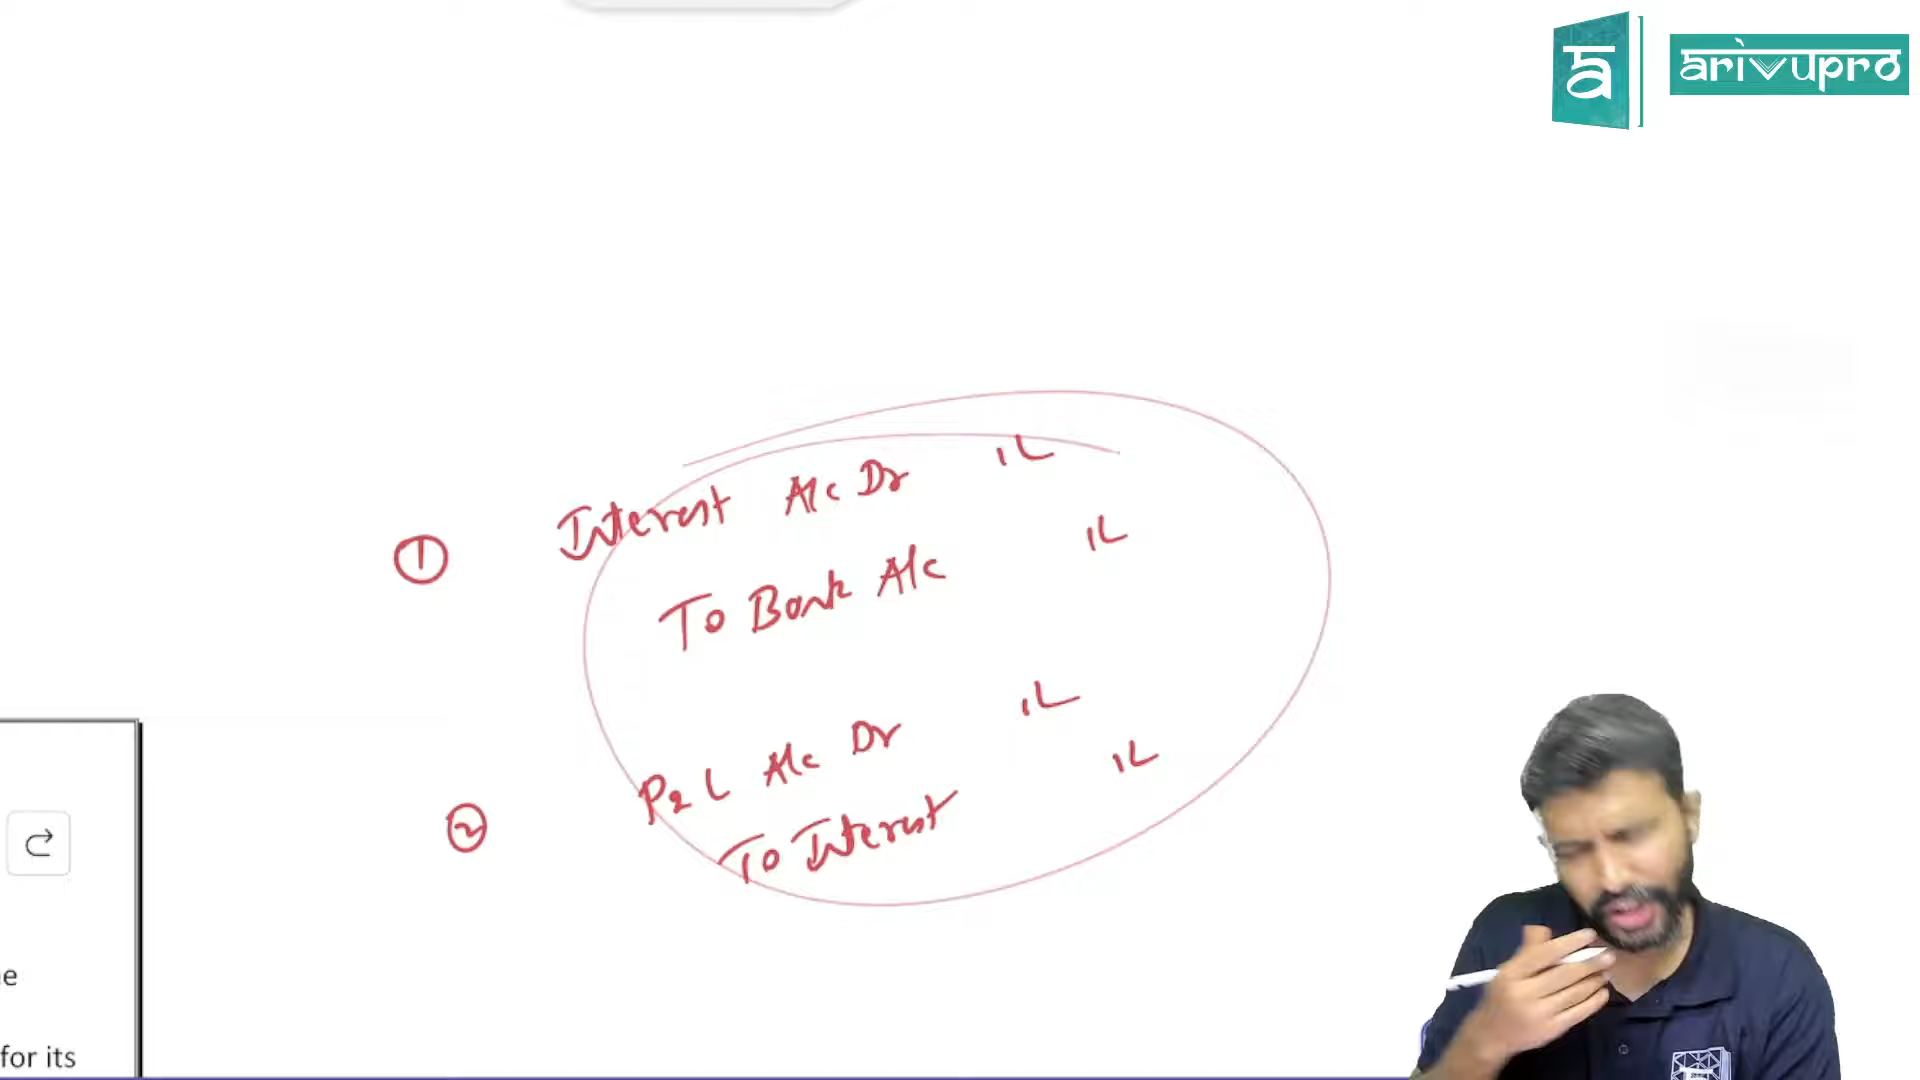 ā arivupro
① Interest A/c Dr 1L
To Bank A/c 1L
② P&L A/c Dr 1L
To Interest 1L
e
for its